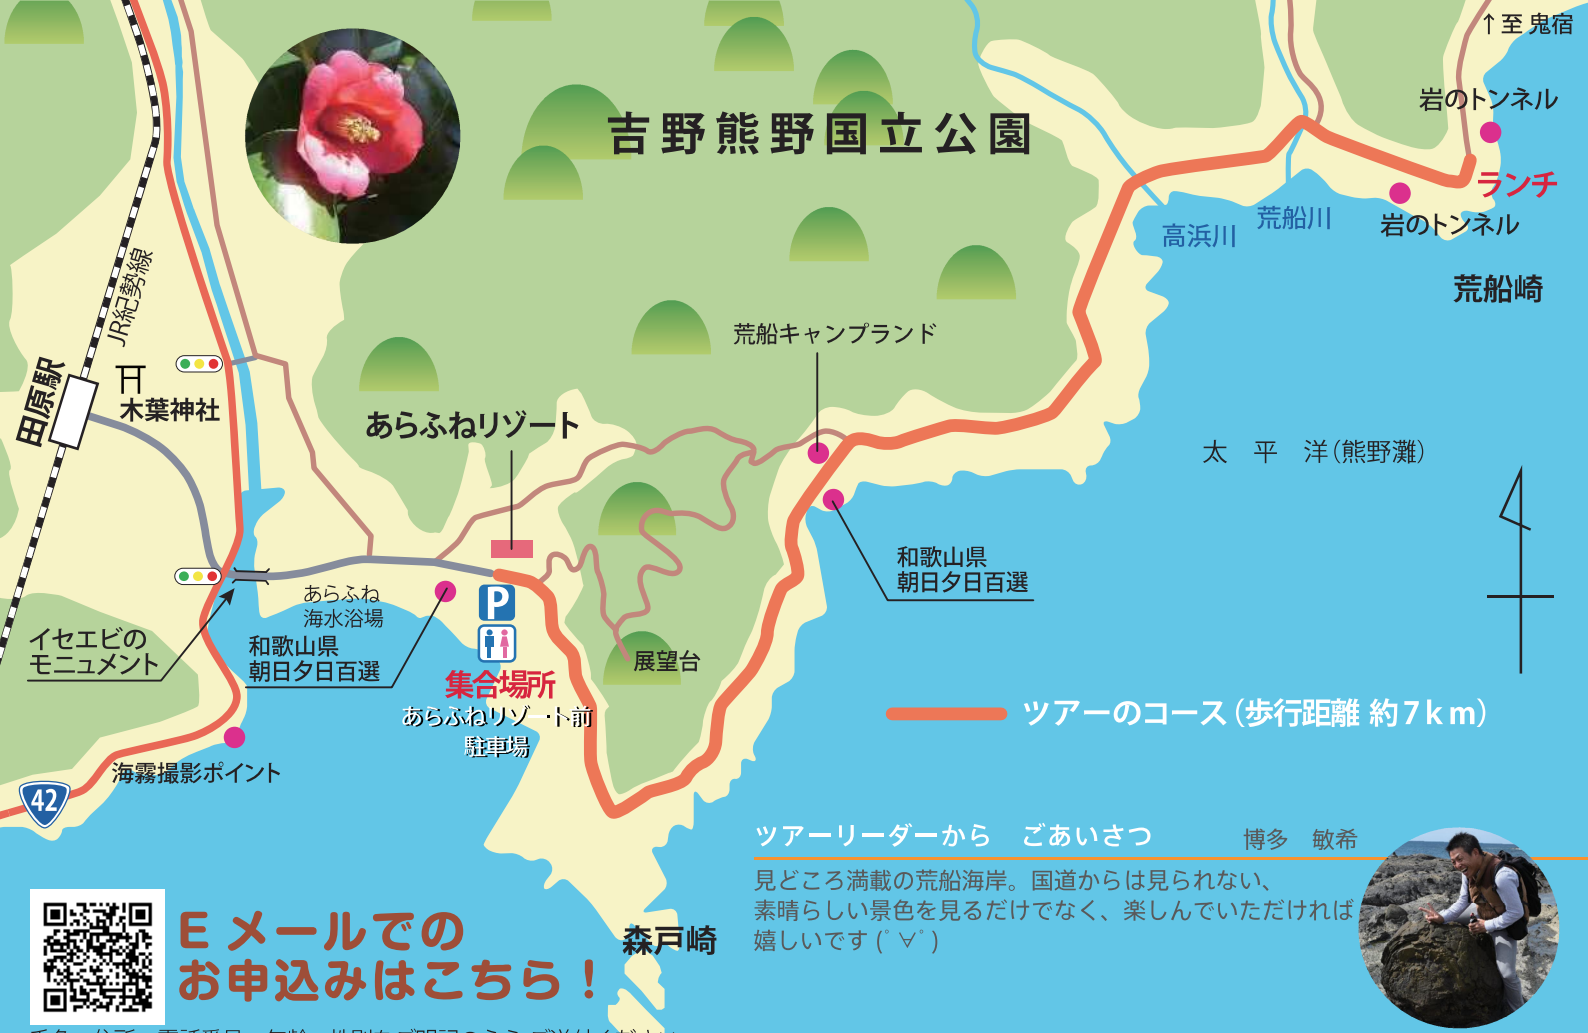 ↑至 鬼宿
岩のトンネル
吉野熊野国立公園
ランチ
高浜川
荒船川
岩のトンネル
荒船崎
JR紀勢線
荒船キャンプランド
田原駅
木葉神社
あらふねリゾート
太　平　洋(熊野灘)
和歌山県
朝日夕日百選
あらふね
海水浴場
P
イセエビの
モニュメント
和歌山県
朝日夕日百選
展望台
集合場所
あらふねリゾート前
駐車場
ツアーのコース(歩行距離 約7km)
海霧撮影ポイント
42
ツアーリーダーから　ごあいさつ　博多　敏希
見どころ満載の荒船海岸。国道からは見られない、
素晴らしい景色を見るだけでなく、楽しんでいただければ
嬉しいです(ﾟ∀ﾟ)
Eメールでの
お申込みはこちら！
森戸崎